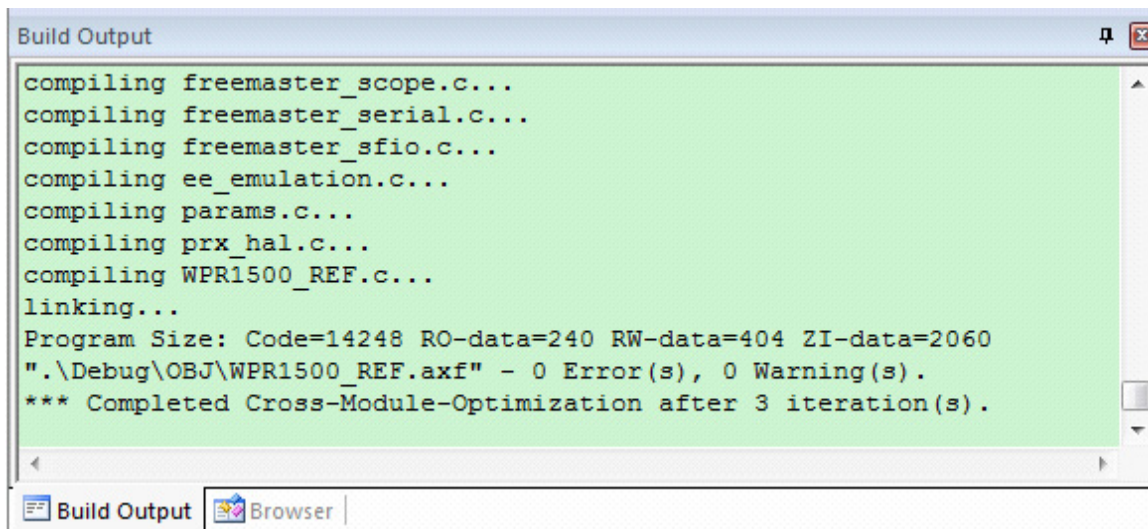 Build Output
compiling freemaster_scope.c...
compiling freemaster_serial.c...
compiling freemaster_sfio.c...
compiling ee_emulation.c...
compiling params.c...
compiling prx_hal.c...
compiling WPR1500_REF.c...
linking...
Program Size: Code=14248 RO-data=240 RW-data=404 ZI-data=2060
".\Debug\OBJ\WPR1500_REF.axf" - 0 Error(s), 0 Warning(s).
*** Completed Cross-Module-Optimization after 3 iteration(s).
Build Output Browser